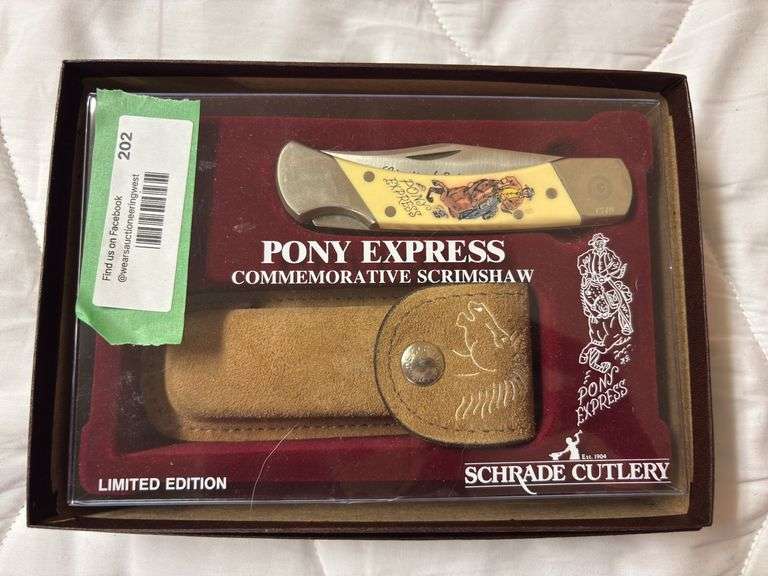 202
Find us on Facebook
@wearsauctioneeringwest
PONY
EXPRESS
PONY EXPRESS
COMMEMORATIVE SCRIMSHAW
PONY
EXPRESS
EST. 1904
SCHRADE CUTLERY
LIMITED EDITION